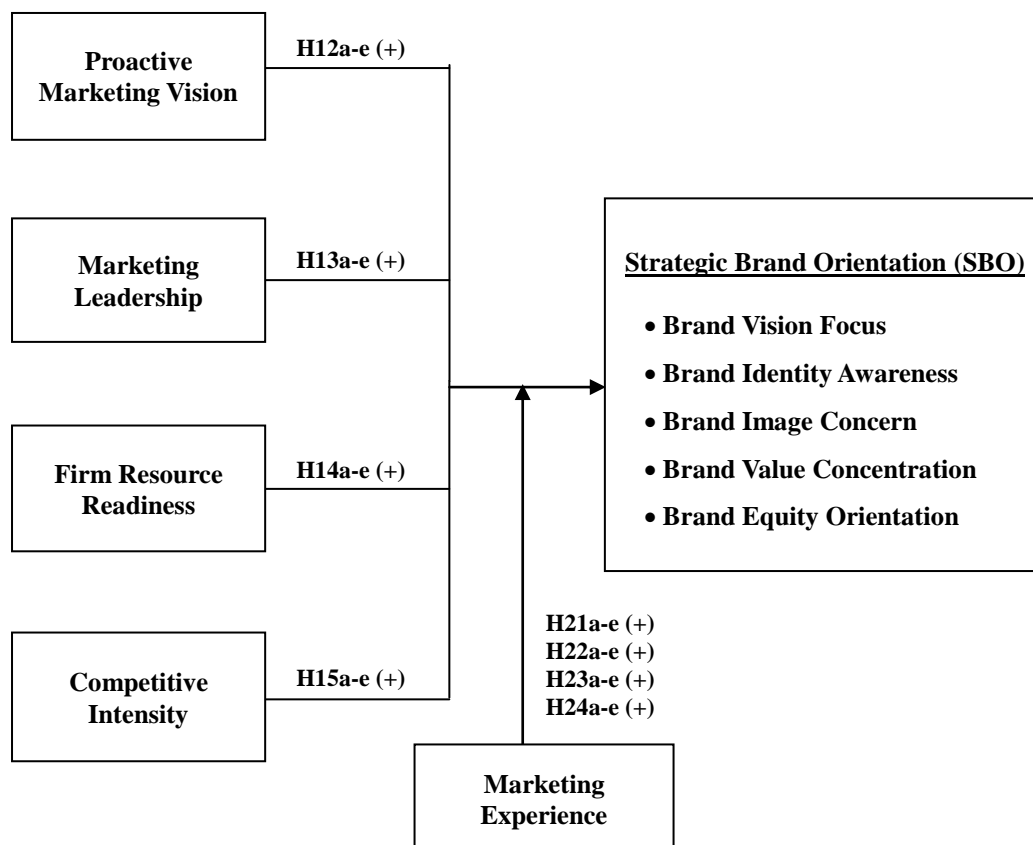 Proactive
Marketing Vision
H12a-e (+)
Marketing
Leadership
H13a-e (+)
Firm Resource
Readiness
H14a-e (+)
Competitive
Intensity
H15a-e (+)
Strategic Brand Orientation (SBO)
• Brand Vision Focus
• Brand Identity Awareness
• Brand Image Concern
• Brand Value Concentration
• Brand Equity Orientation
H21a-e (+)
H22a-e (+)
H23a-e (+)
H24a-e (+)
Marketing
Experience